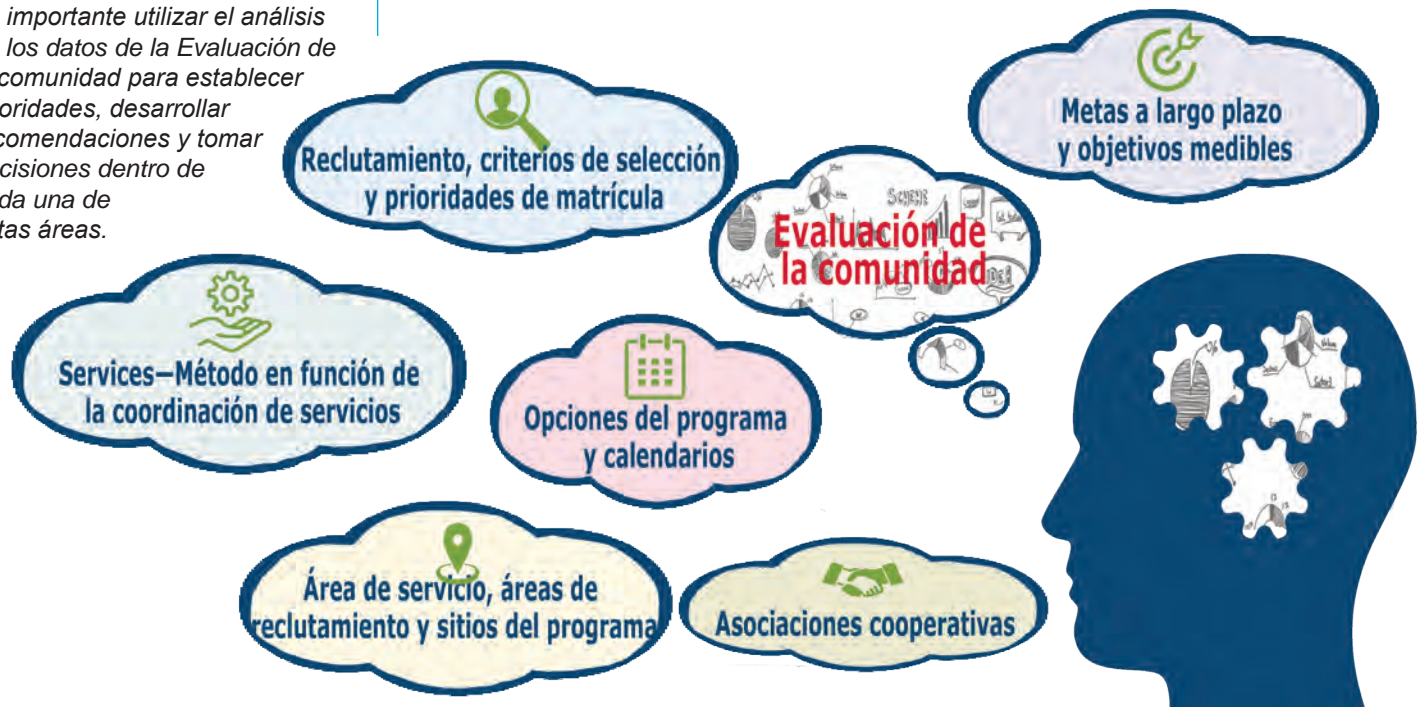 importante utilizar el análisis
los datos de la Evaluación de
comunidad para establecer
oridades, desarrollar
comendaciones y tomar
cisiones dentro de
da una de
tas áreas.
Reclutamiento, criterios de selección
y prioridades de matrícula
Metas a largo plazo
y objetivos medibles
SCHEME
Evaluación de
la comunidad
Services—Método en función de
la coordinación de servicios
Opciones del programa
y calendarios
Área de servicio, áreas de
reclutamiento y sitios del programa
Asociaciones cooperativas